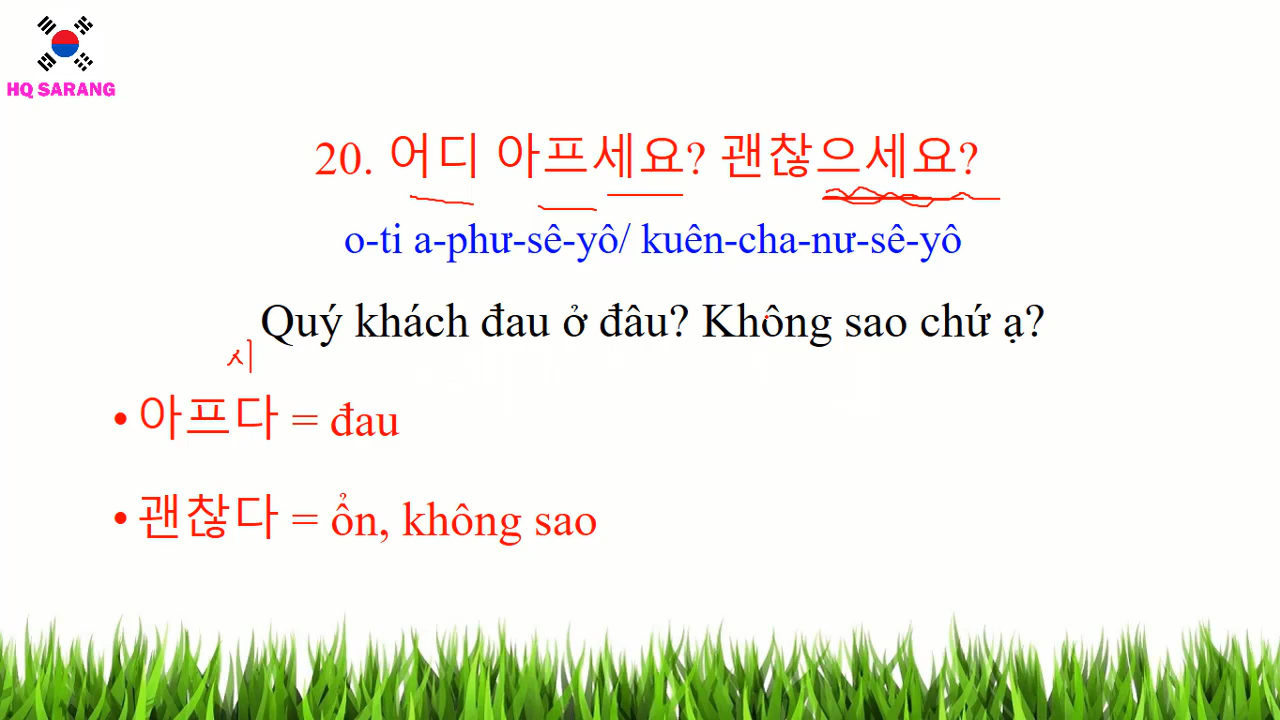 HQ SARANG
20. 어디 아프세요? 괜찮으세요?
o-ti a-phư-sê-yô/ kuên-cha-nư-sê-yô
Quý khách đau ở đâu? Không sao chứ ạ?
시
• 아프다 = đau
• 괜찮다 = ổn, không sao